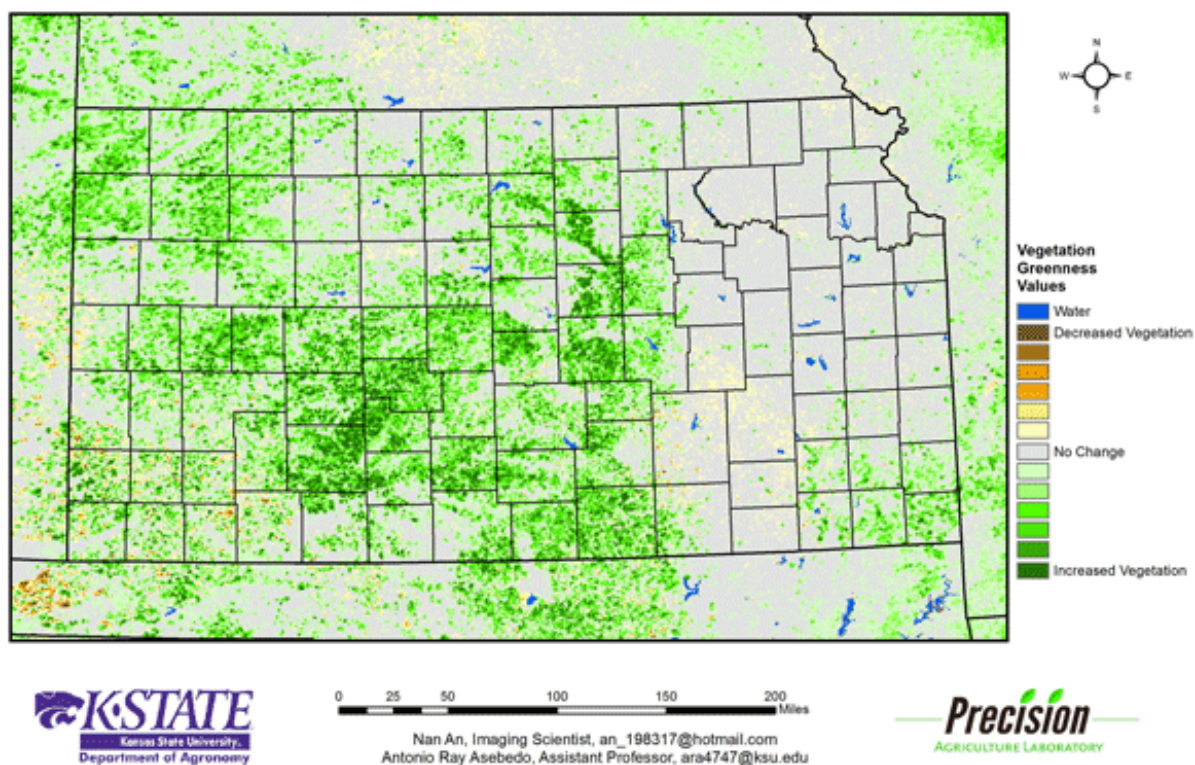 N
W E
S
Vegetation
Greenness
Values
Water
Decreased Vegetation
No Change
Increased Vegetation
K-STATE
Kansas State University.
Department of Agronomy
0 25 50 100 150 200
Miles
Nan An, Imaging Scientist, an_198317@hotmail.com
Antonio Ray Asebedo, Assistant Professor, ara4747@ksu.edu
Precision
AGRICULTURE LABORATORY